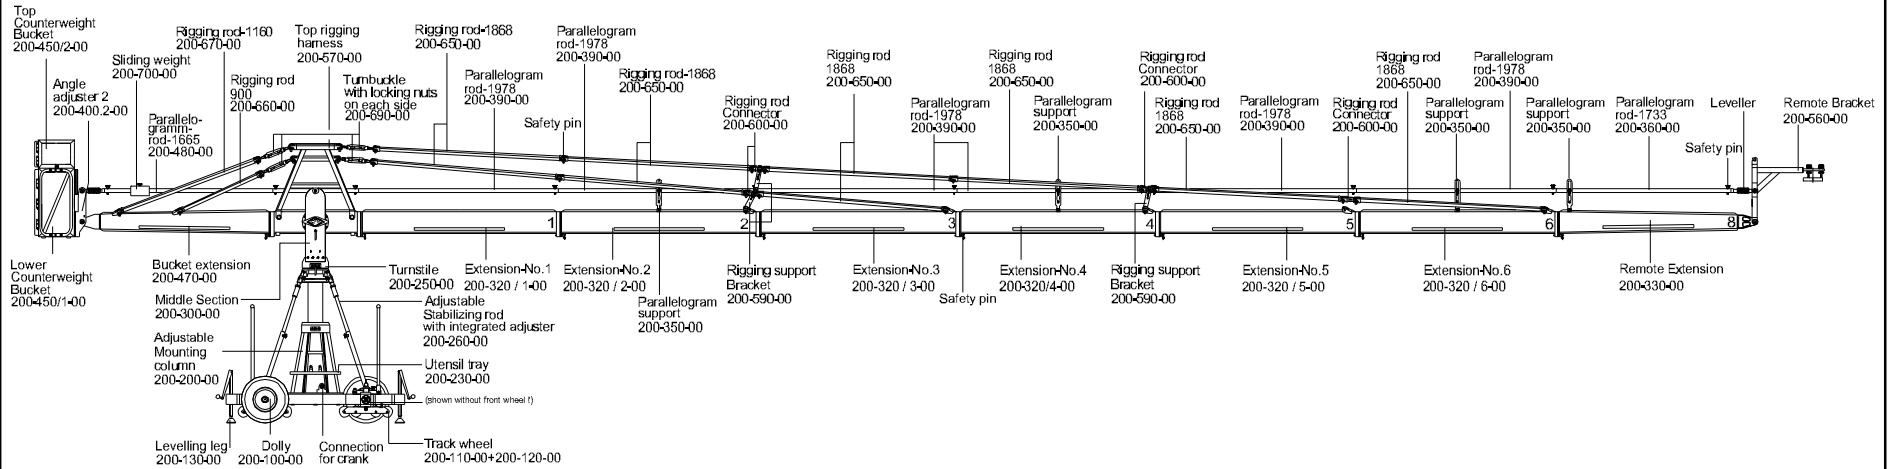 Top
Counterweight
Bucket
200-450/2-00
Angle
adjuster 2
200-400.2-00
Sliding weight
200-700-00
Parallelo-
gramm-
rod-1665
200-480-00
Rigging rod-1160
200-670-00
Rigging rod
900
200-660-00
Top rigging
harness
200-570-00
Turnbuckle
with locking nuts
on each side
200-690-00
Rigging rod-1868
200-650-00
Parallelogram
rod-1978
200-390-00
Safety pin
Parallelogram
rod-1978
200-390-00
Rigging rod-1868
200-650-00
Rigging rod
Connector
200-600-00
Rigging rod
1868
200-650-00
Parallelogram
rod-1978
200-390-00
Rigging rod
1868
200-650-00
Parallelogram
support
200-350-00
Rigging rod
Connector
200-600-00
Rigging rod
1868
200-650-00
Parallelogram
rod-1978
200-390-00
Rigging rod
Connector
200-600-00
Rigging rod
1868
200-650-00
Parallelogram
support
200-350-00
Parallelogram
rod-1978
200-390-00
Parallelogram
support
200-350-00
Parallelogram
rod-1733
200-360-00
Safety pin
Leveller
Remote Bracket
200-560-00
1
2
3
4
5
6
8
Lower
Counterweight
Bucket
200-450/1-00
Bucket extension
200-470-00
Middle Section
200-300-00
Adjustable
Mounting
column
200-200-00
Turnstile
200-250-00
Adjustable
Stabilizing rod
with integrated adjuster
200-260-00
Utensil tray
200-230-00
(shown without front wheel !)
Extension-No.1
200-320 / 1-00
Extension-No.2
200-320 / 2-00
Parallelogram
support
200-350-00
Rigging support
Bracket
200-590-00
Extension-No.3
200-320 / 3-00
Safety pin
Extension-No.4
200-320/4-00
Rigging support
Bracket
200-590-00
Extension-No.5
200-320 / 5-00
Extension-No.6
200-320 / 6-00
Remote Extension
200-330-00
Levelling leg
200-130-00
Dolly
200-100-00
Connection
for crank
Track wheel
200-110-00+200-120-00